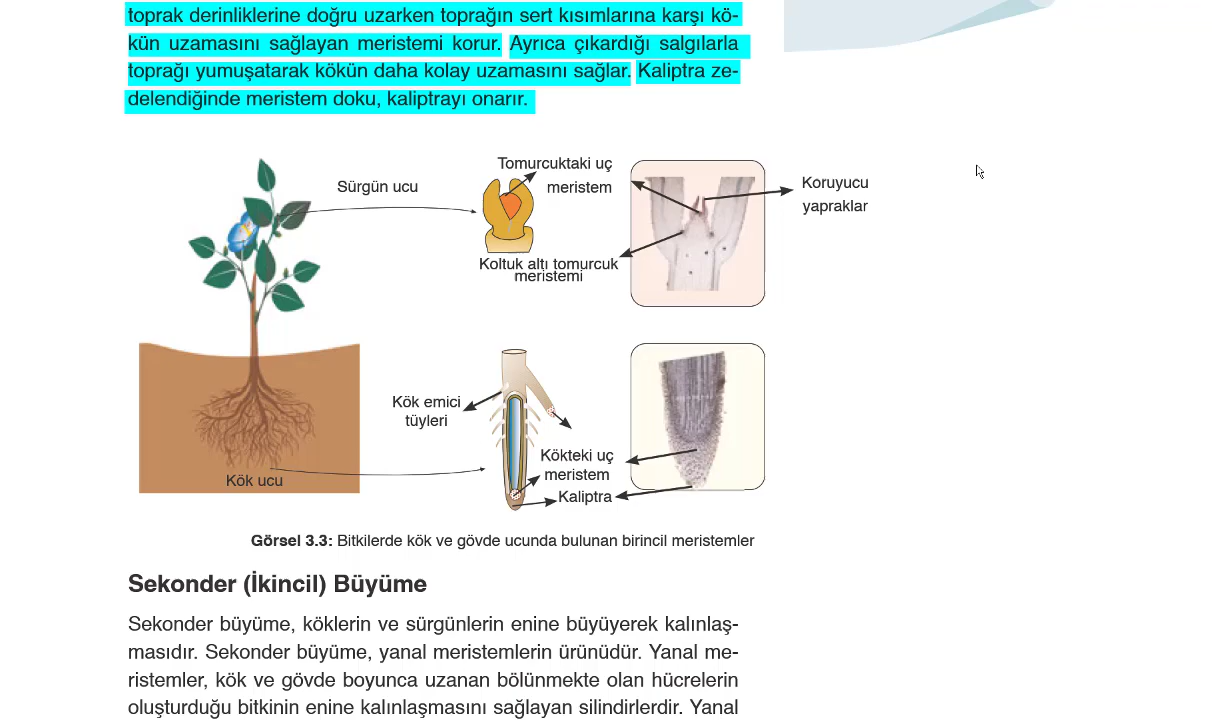 toprak derinliklerine doğru uzarken toprağın sert kısımlarına karşı kö-
kün uzamasını sağlayan meristemi korur. Ayrıca çıkardığı salgılarla
toprağı yumuşatarak kökün daha kolay uzamasını sağlar. Kaliptra ze-
delendiğinde meristem doku, kaliptrayı onarır.
Sürgün ucu
Tomurcuktaki uç
meristem
Koruyucu
yapraklar
Koltuk altı tomurcuk
meristemi
Kök emici
tüyleri
Kökteki uç
meristem
Kaliptra
Kök ucu
Görsel 3.3: Bitkilerde kök ve gövde ucunda bulunan birincil meristemler
Sekonder (İkincil) Büyüme
Sekonder büyüme, köklerin ve sürgünlerin enine büyüyerek kalınlaş-
masıdır. Sekonder büyüme, yanal meristemlerin ürünüdür. Yanal me-
ristemler, kök ve gövde boyunca uzanan bölünmekte olan hücrelerin
oluşturduğu bitkinin enine kalınlaşmasını sağlayan silindirlerdir. Yanal